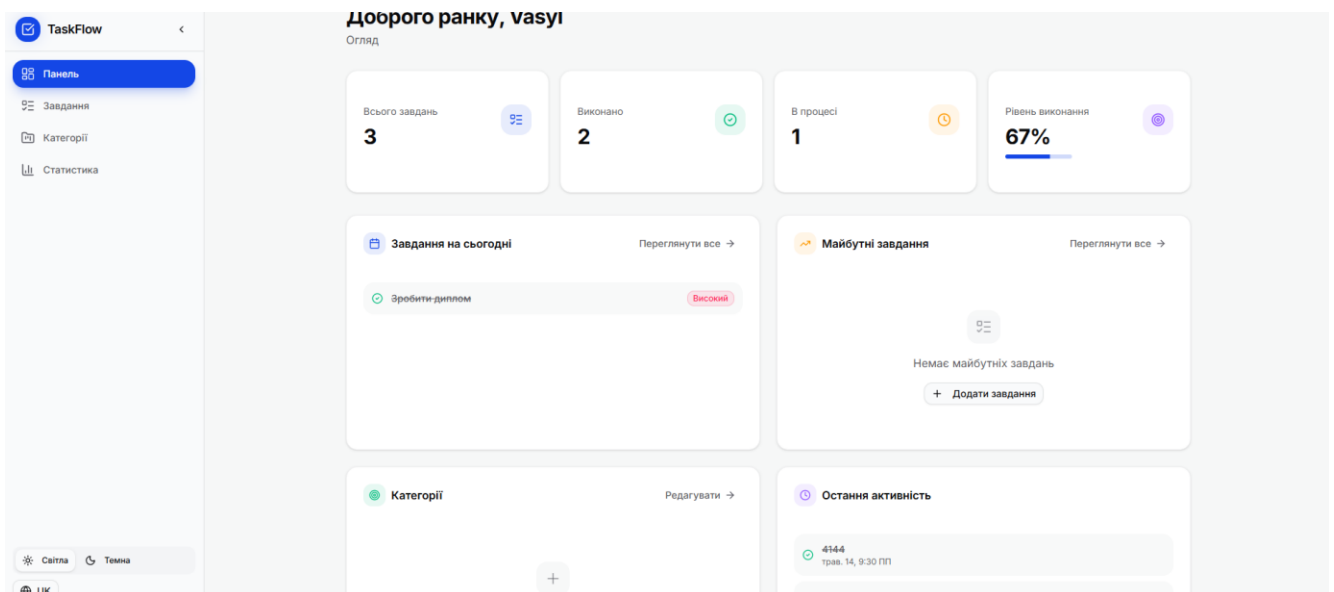 TaskFlow
Панель
Завдання
Категорії
Статистика
Світла
Темна
UK
Доброго ранку, Vasyl
Огляд
Всього завдань
3
Виконано
2
В процесі
1
Рівень виконання
67%
Завдання на сьогодні
Переглянути все →
Зробити диплом
Високий
Майбутні завдання
Переглянути все →
Немає майбутніх завдань
+ Додати завдання
Категорії
Редагувати →
Остання активність
4144
трав. 14, 9:30 ПП